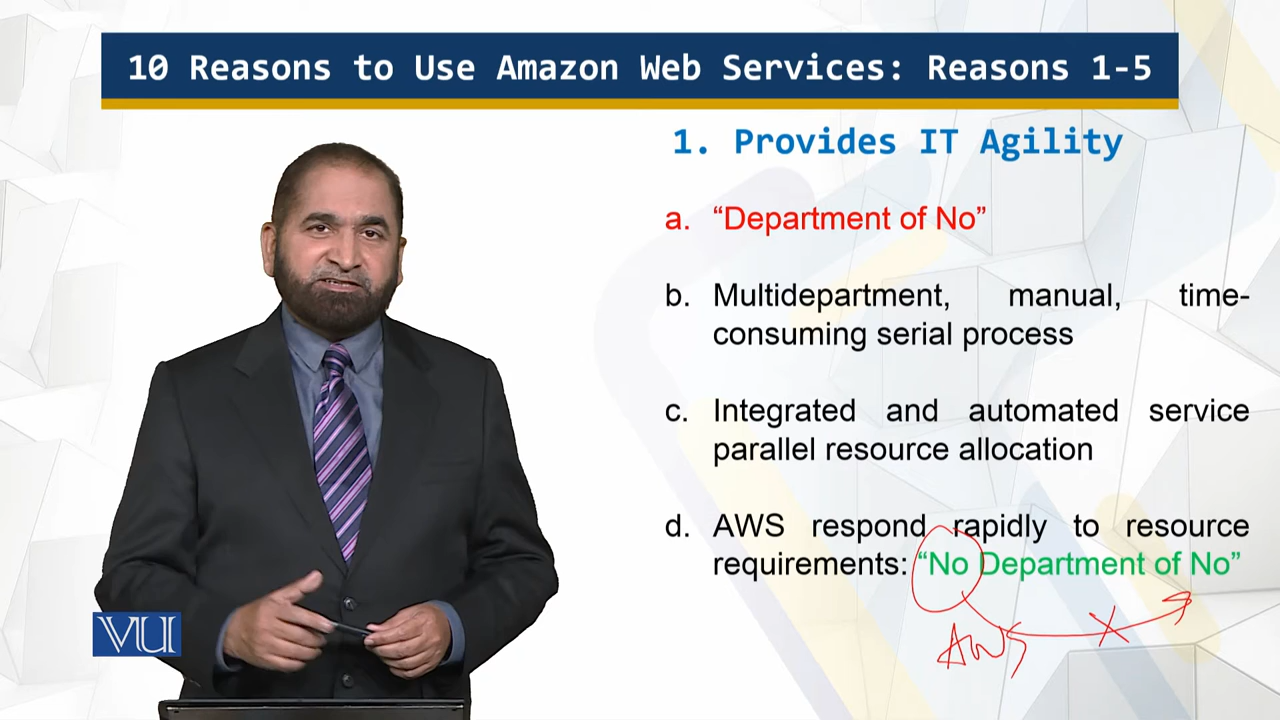 10 Reasons to Use Amazon Web Services: Reasons 1-5
1. Provides IT Agility
a. “Department of No”
b. Multidepartment, manual, time-
consuming serial process
c. Integrated and automated service
parallel resource allocation
d. AWS respond rapidly to resource
requirements: “No Department of No”
AWS
VU